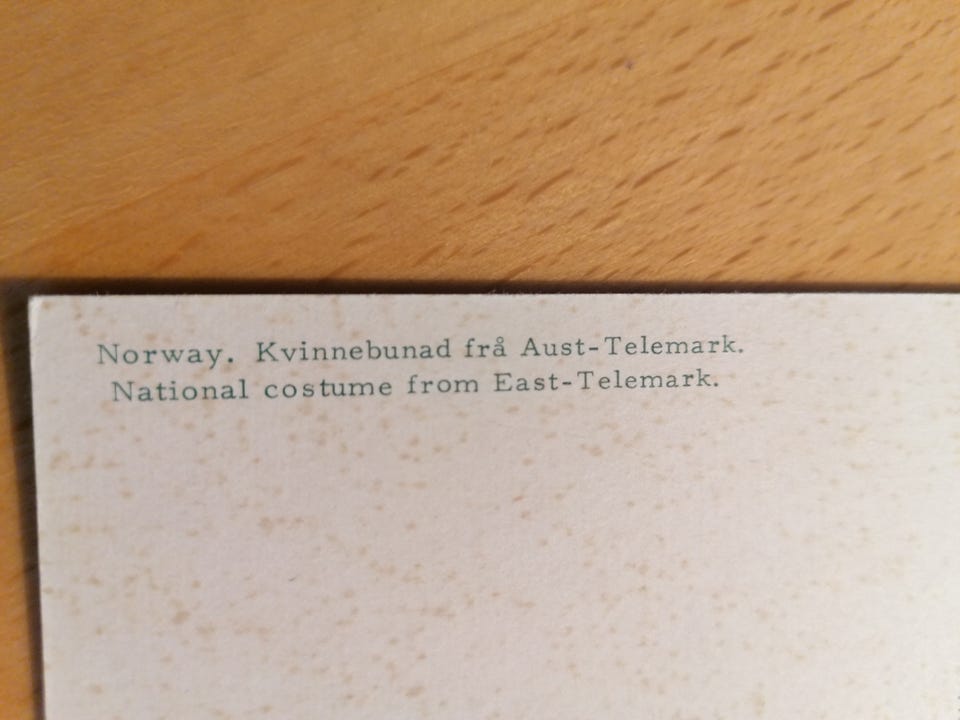 Norway. Kvinnebunad frå Aust-Telemark.
National costume from East-Telemark.